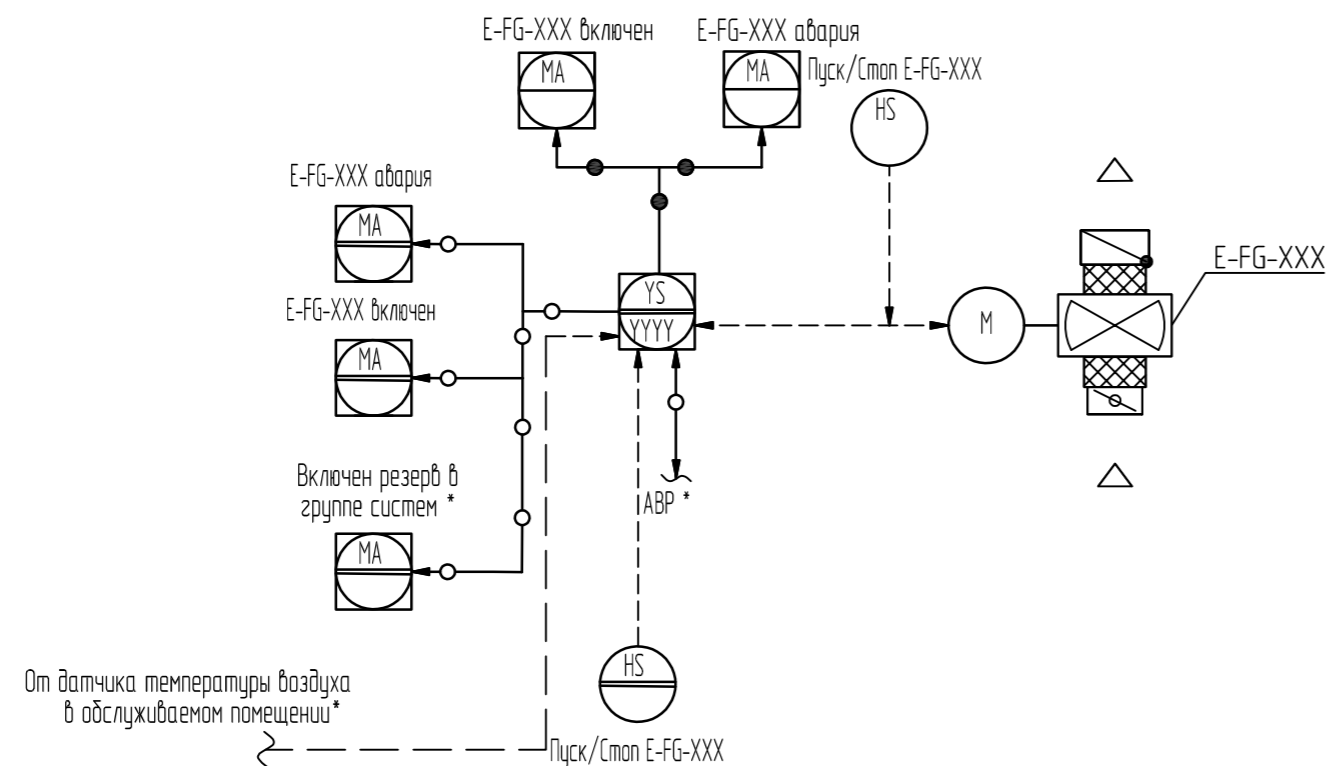 E-FG-XXX включен
E-FG-XXX авария
MA
MA
Пуск/Стоп E-FG-XXX
HS
E-FG-XXX авария
MA
E-FG-XXX
YS
YYYY
E-FG-XXX включен
M
MA
Включен резерв в
группе систем *
АВР *
MA
HS
От датчика температуры воздуха
в обслуживаемом помещении*
Пуск/Стоп E-FG-XXX